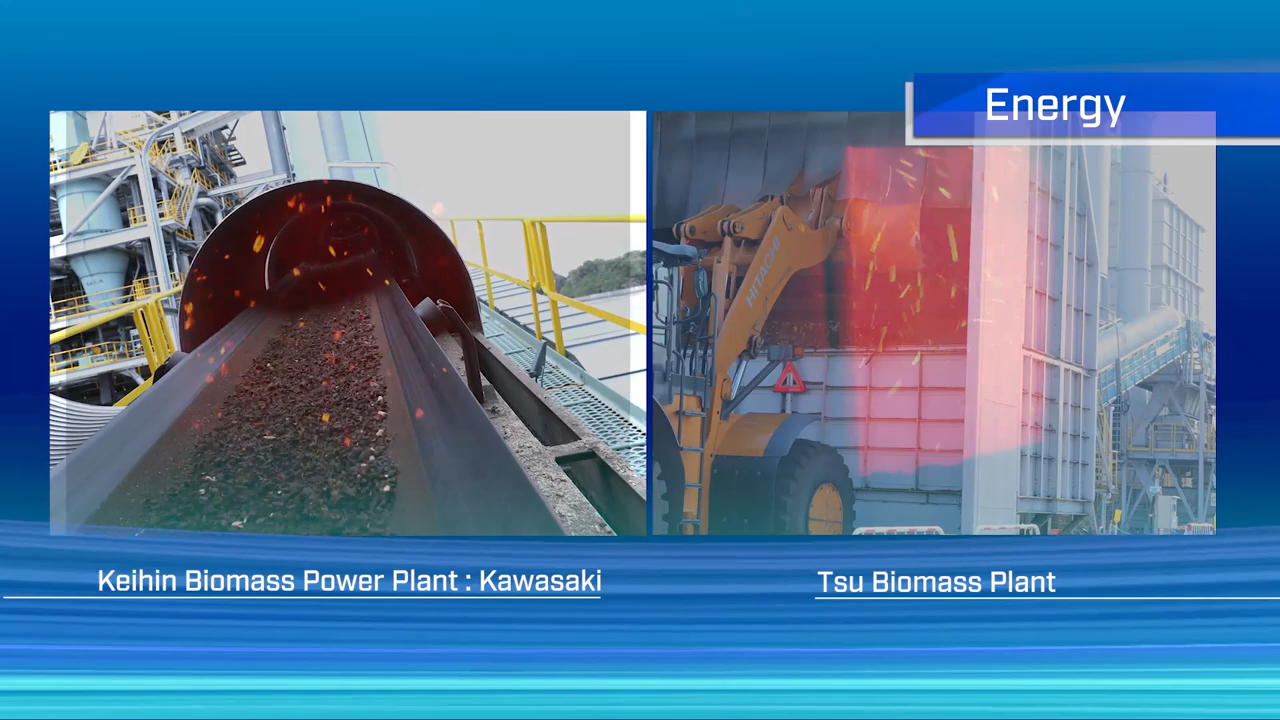 Energy
HITACHI
Keihin Biomass Power Plant : Kawasaki
Tsu Biomass Plant